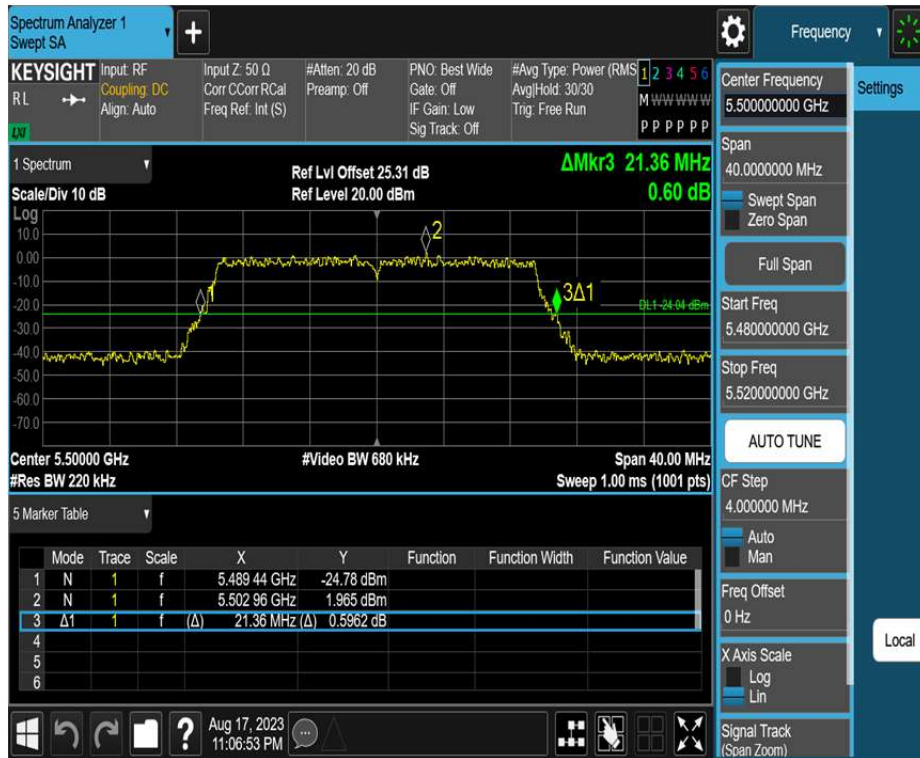 Spectrum Analyzer 1
Swept SA
+
Frequency
KEYSIGHT
RL
LXI
Input: RF
Coupling: DC
Align: Auto
Input Z: 50 Ω
Corr CCorr RCal
Freq Ref: Int (S)
#Atten: 20 dB
Preamp: Off
PNO: Best Wide
Gate: Off
IF Gain: Low
Sig Track: Off
#Avg Type: Power (RMS
Avg|Hold: 30/30
Trig: Free Run
1 2 3 4 5 6
M W W W W W
P P P P P P
1 Spectrum
Scale/Div 10 dB
Log
Ref Lvl Offset 25.31 dB
Ref Level 20.00 dBm
ΔMkr3 21.36 MHz
0.60 dB
10.0
0.00
-10.0
-20.0
-30.0
-40.0
-50.0
-60.0
-70.0
1
2
3Δ1
DL1 -24.04 dBm
Center 5.50000 GHz
#Res BW 220 kHz
#Video BW 680 kHz
Span 40.00 MHz
Sweep 1.00 ms (1001 pts)
5 Marker Table
Mode Trace Scale X Y Function Function Width Function Value
1 N 1 f 5.489 44 GHz -24.78 dBm
2 N 1 f 5.502 96 GHz 1.965 dBm
3 Δ1 1 f (Δ) 21.36 MHz (Δ) 0.5962 dB
4
5
6
?
Aug 17, 2023
11:06:53 PM
Center Frequency
5.500000000 GHz
Span
40.0000000 MHz
Swept Span
Zero Span
Full Span
Start Freq
5.480000000 GHz
Stop Freq
5.520000000 GHz
AUTO TUNE
CF Step
4.000000 MHz
Auto
Man
Freq Offset
0 Hz
X Axis Scale
Log
Lin
Signal Track
(Span Zoom)
Settings
Local